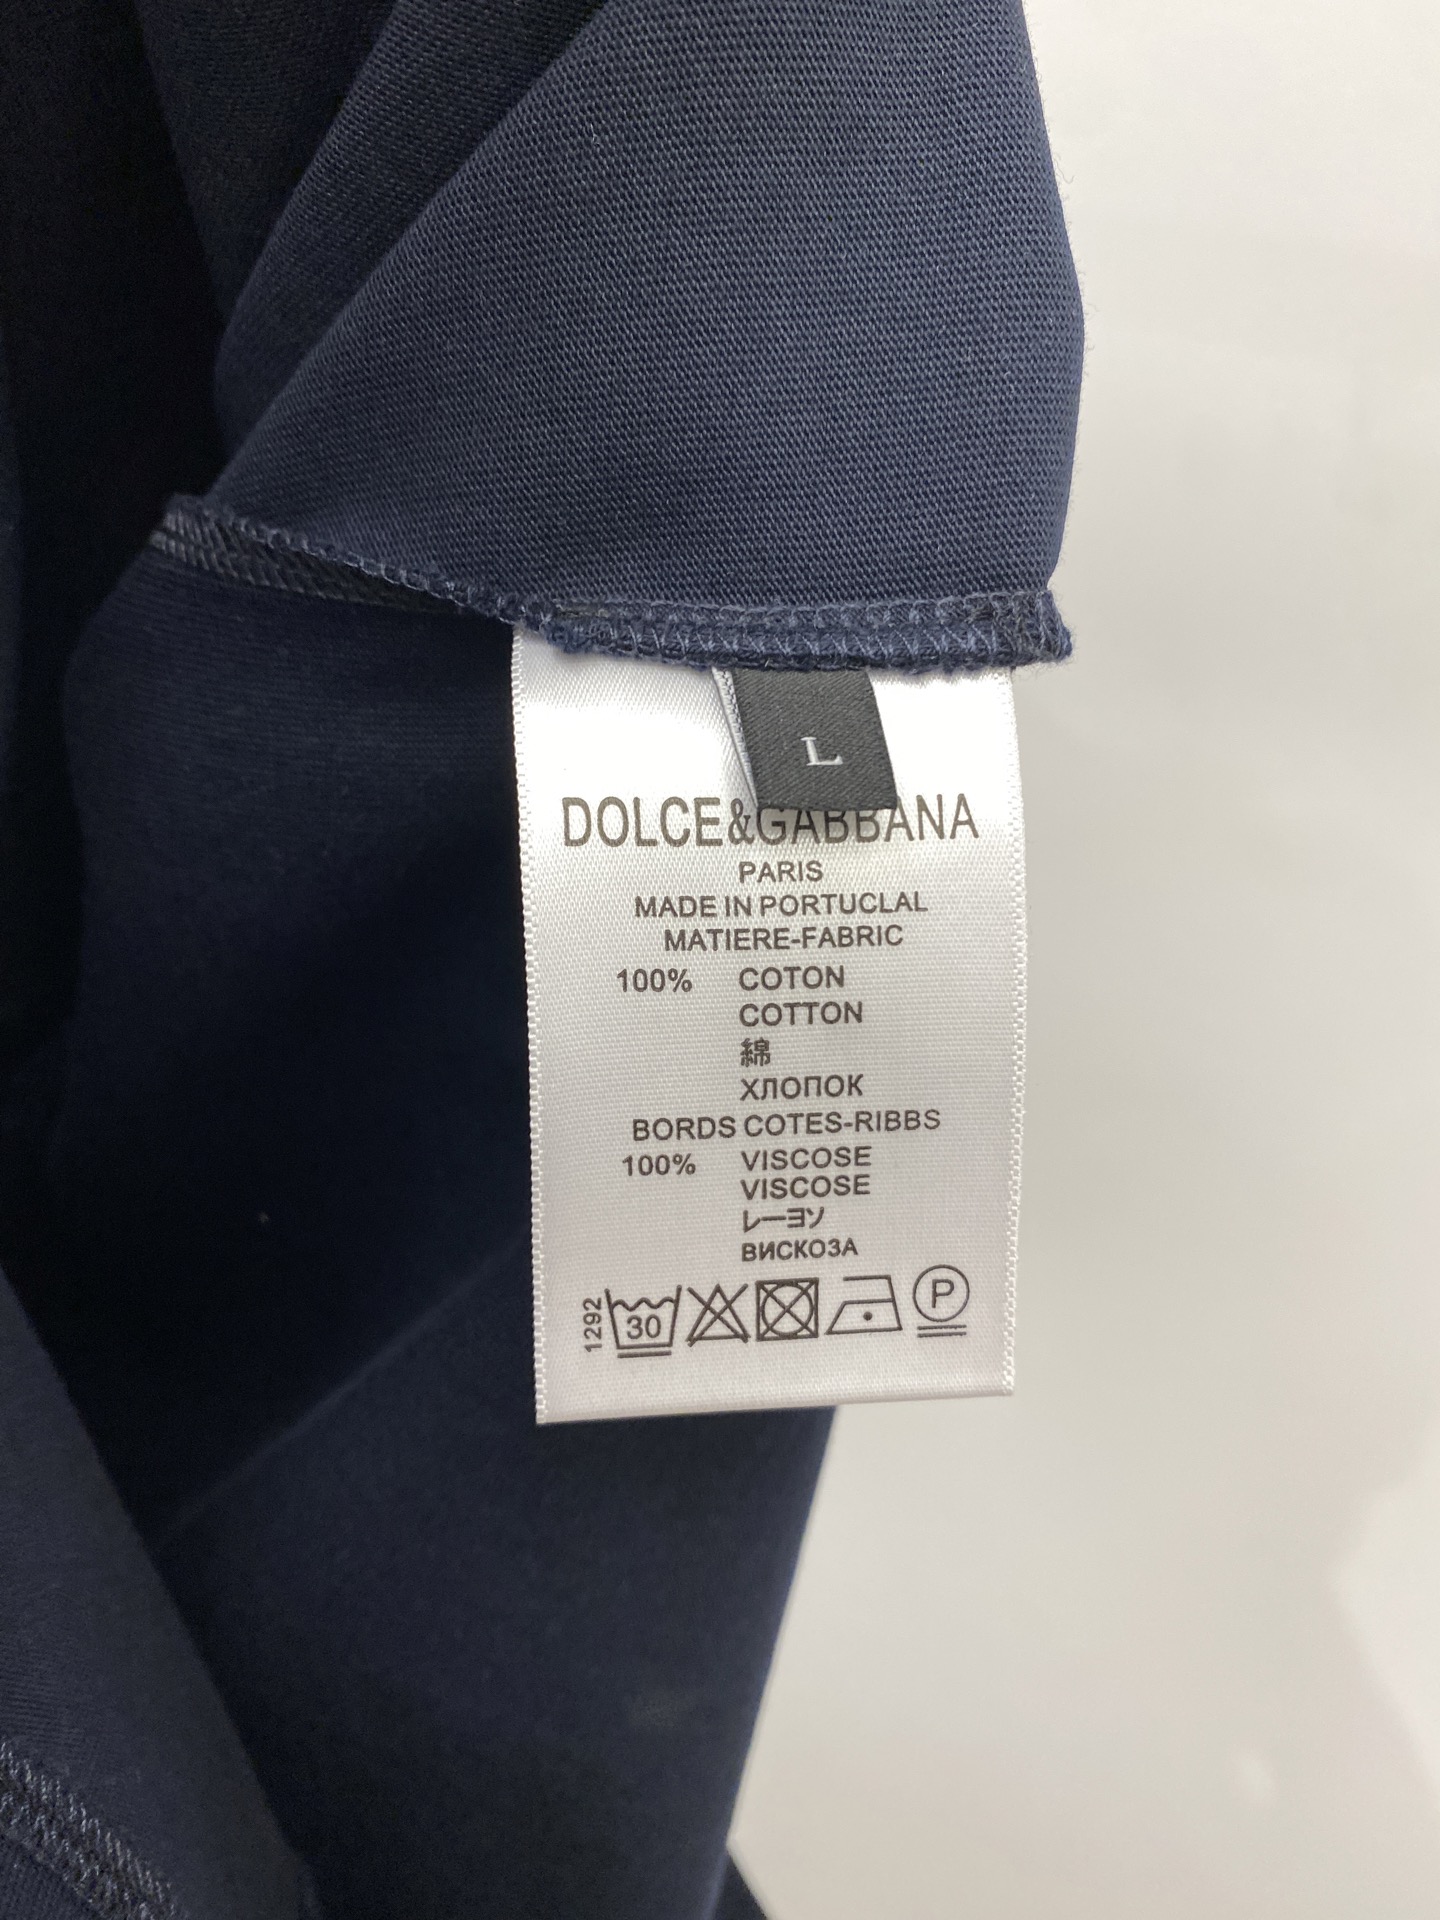 L
DOLCE&GABBANA
PARIS
MADE IN PORTUCLAL
MATIERE-FABRIC
100% COTON
COTTON
綿
ХЛОПОК
BORDS COTES-RIBBS
100% VISCOSE
VISCOSE
レーヨソ
ВИСКОЗА
1292 30 P